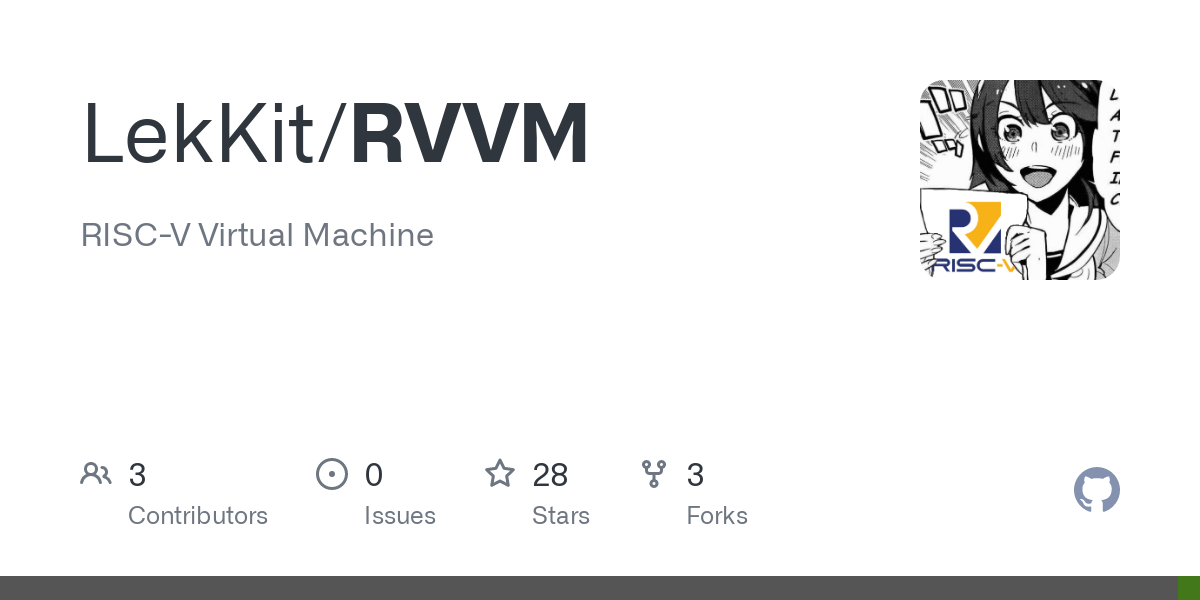 LekKit/RVVM
RISC-V Virtual Machine
L
A
T
F
I
C
RISC-V
3
Contributors
0
Issues
28
Stars
3
Forks